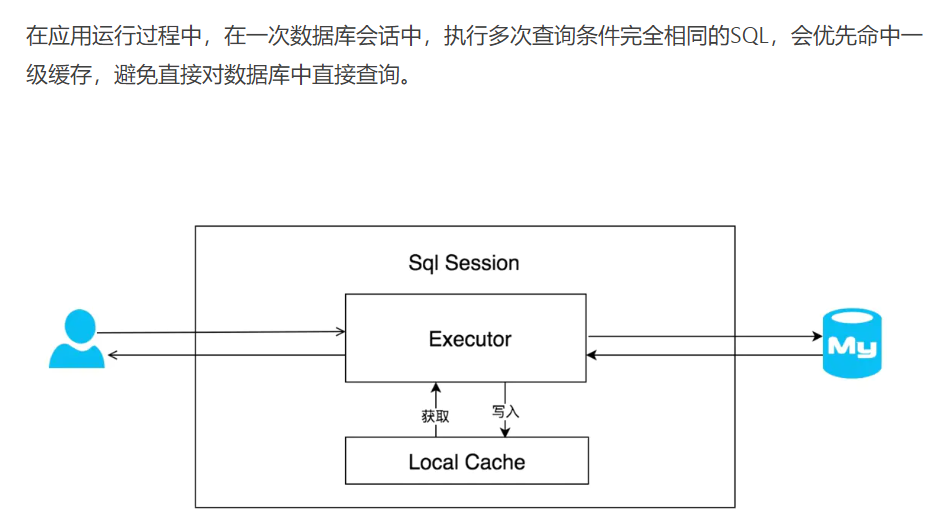 在应用运行过程中，在一次数据库会话中，执行多次查询条件完全相同的SQL，会优先命中一
级缓存，避免直接对数据库中直接查询。
Sql Session
Executor
My
获取
写入
Local Cache